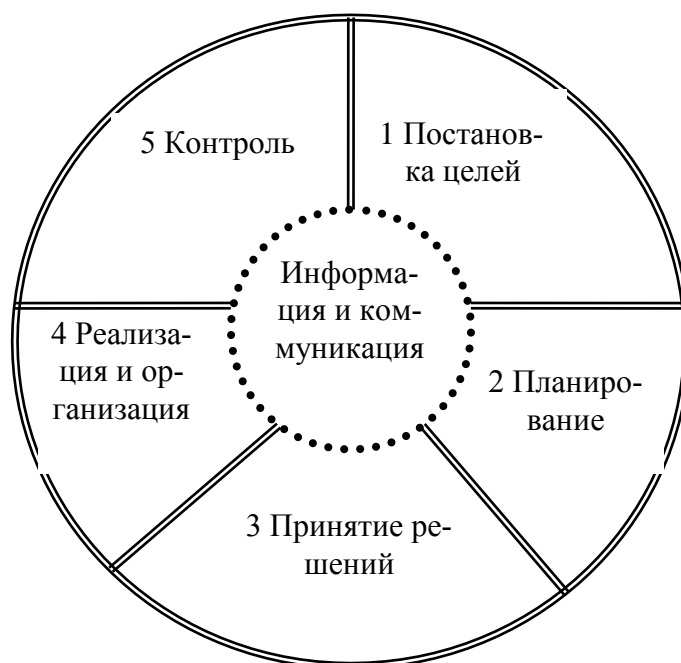 5 Контроль
1 Постанов-
ка целей
Информа-
ция и ком-
муникация
4 Реализа-
ция и ор-
ганизация
2 Планиро-
вание
3 Принятие ре-
шений